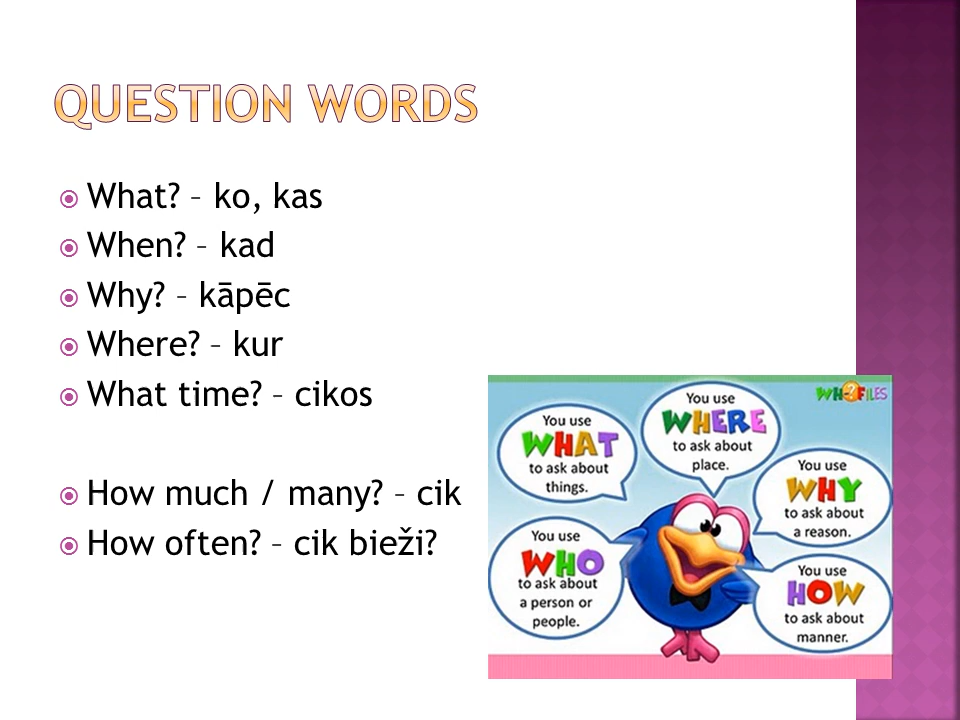 QUESTION WORDS
What? – ko, kas
When? – kad
Why? – kāpēc
Where? – kur
What time? – cikos
How much / many? – cik
How often? – cik bieži?
WH?FILES
You use
WHERE
to ask about
place.
You use
WHAT
to ask about
things.
You use
WHY
to ask about
a reason.
You use
WHO
to ask about
a person or
people.
You use
HOW
to ask about
manner.